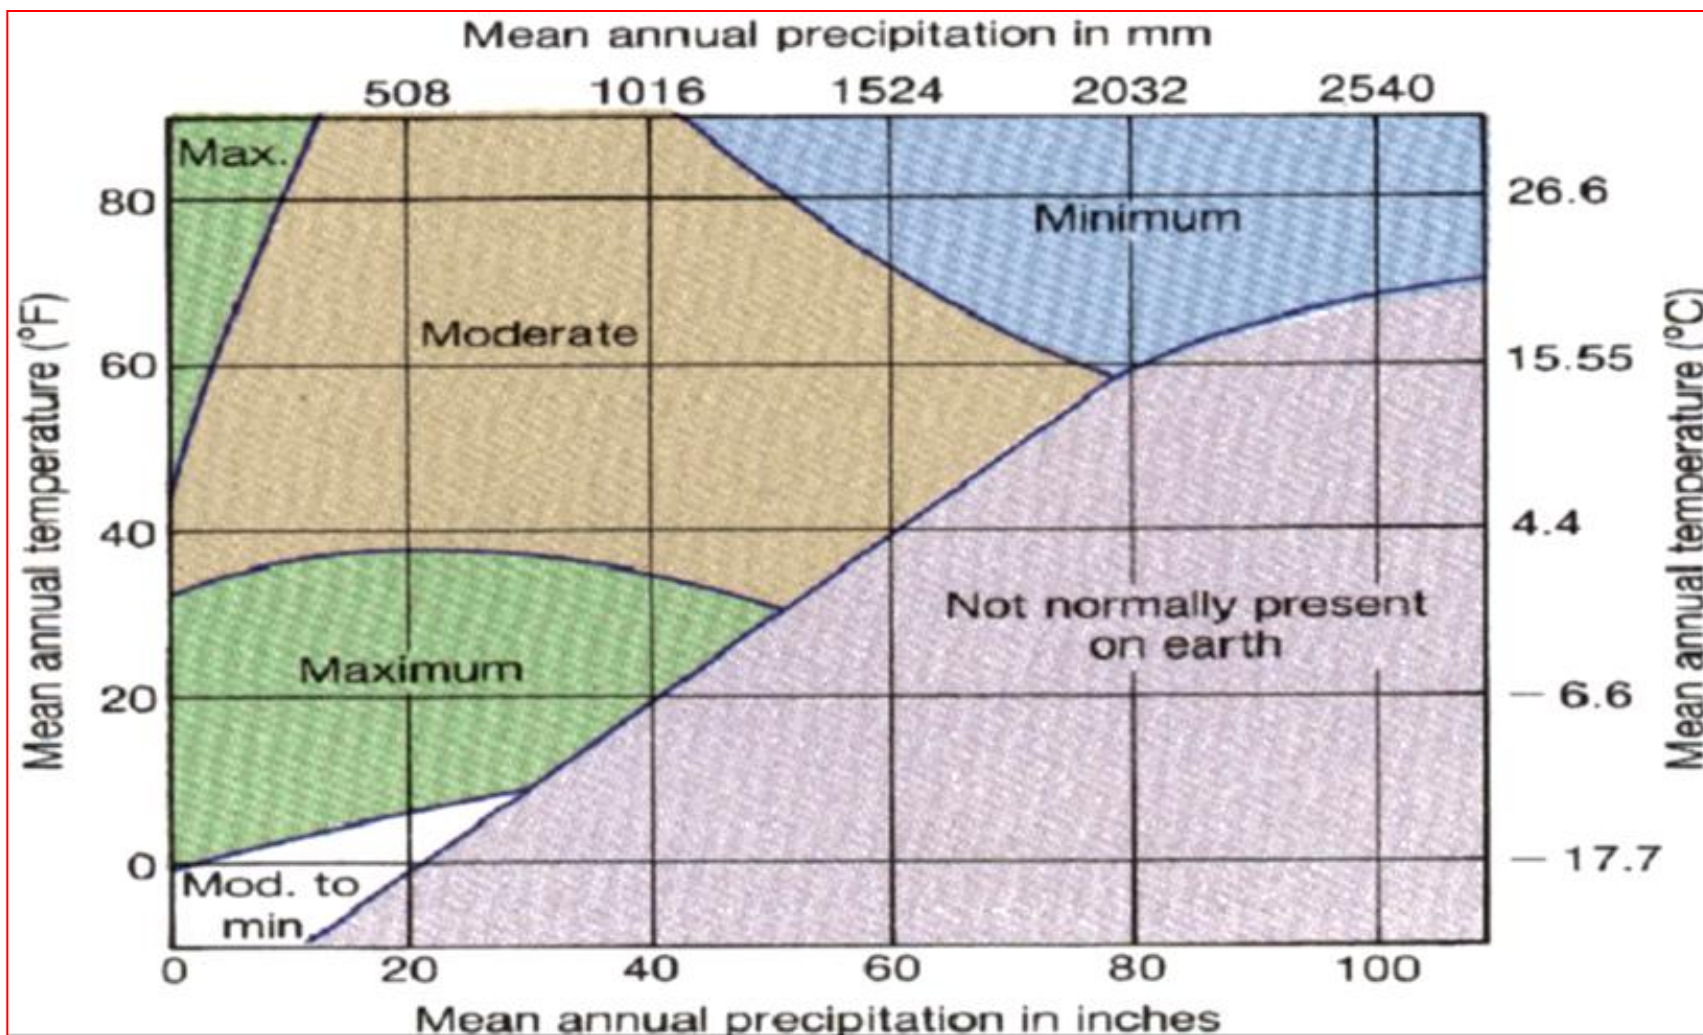 Mean annual precipitation in mm
508 1016 1524 2032 2540
Max.
80
26.6
Minimum
Moderate
60
15.55
Mean annual temperature (°F)
Mean annual temperature (°C)
40
4.4
Not normally present
on earth
Maximum
20
− 6.6
0
− 17.7
Mod. to
min.
0 20 40 60 80 100
Mean annual precipitation in inches